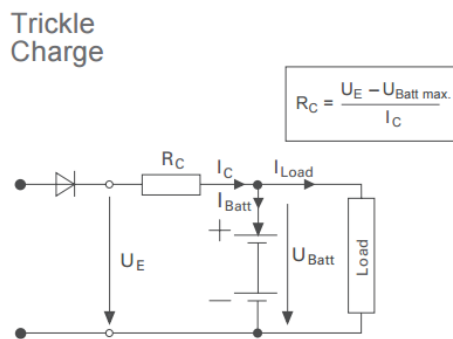 Trickle
Charge
R_C = (U_E – U_Batt max.) / I_C
R_C
I_C
I_Load
I_Batt
+
U_E
U_Batt
Load
–